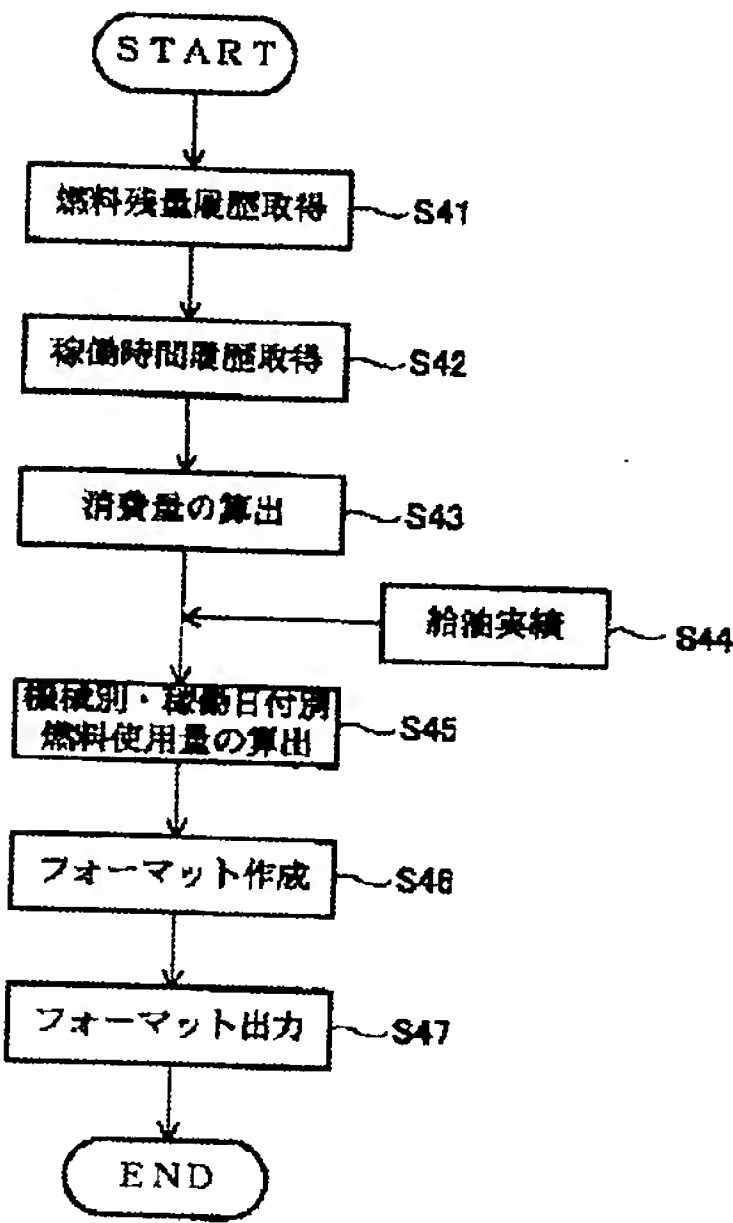 START
燃料残量履歴取得
S41
稼働時間履歴取得
S42
消費量の算出
S43
給油実績
S44
機械別・稼働日付別
燃料使用量の算出
S45
フォーマット作成
S46
フォーマット出力
S47
END